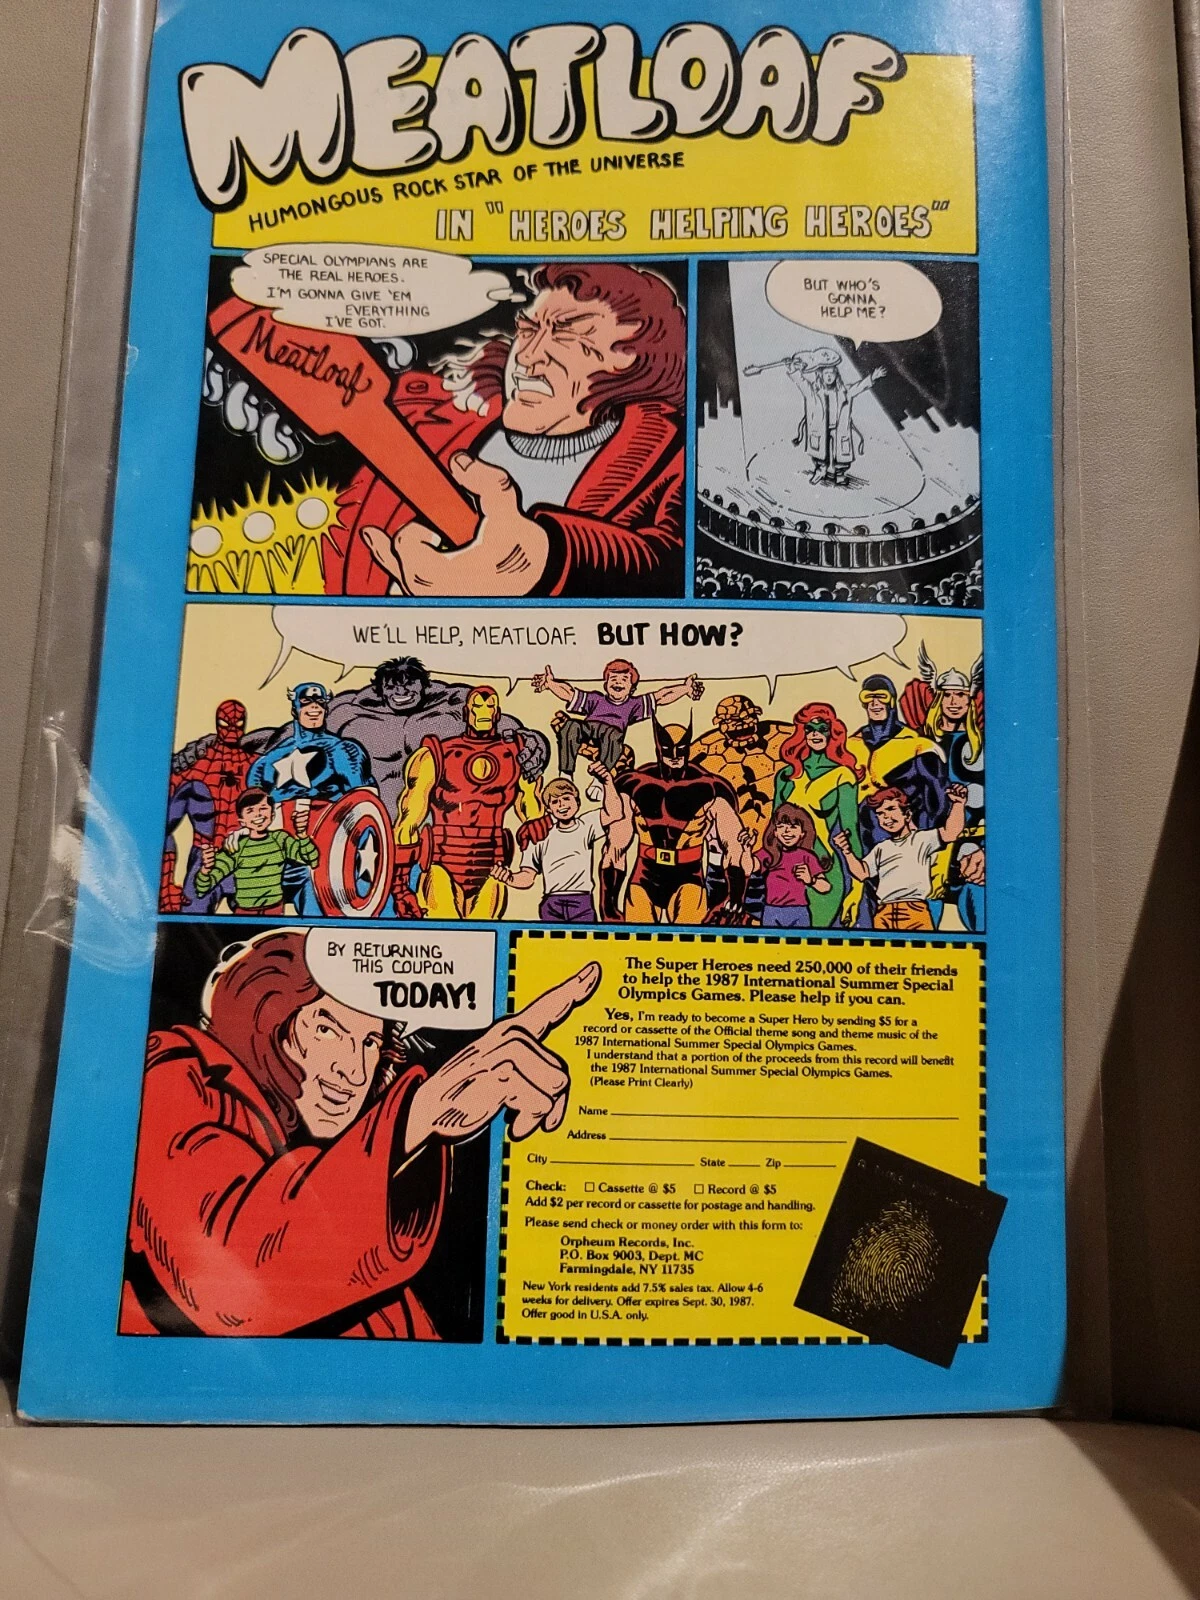 MEATLOAF
HUMONGOUS ROCK STAR OF THE UNIVERSE
IN "HEROES HELPING HEROES"
SPECIAL OLYMPIANS ARE
THE REAL HEROES.
I'M GONNA GIVE 'EM
EVERYTHING
I'VE GOT.
Meatloaf
BUT WHO'S
GONNA
HELP ME?
WE'LL HELP, MEATLOAF. BUT HOW?
BY RETURNING
THIS COUPON
TODAY!
The Super Heroes need 250,000 of their friends
to help the 1987 International Summer Special
Olympics Games. Please help if you can.
Yes, I'm ready to become a Super Hero by sending $5 for a
record or cassette of the Official theme song and theme music of the
1987 International Summer Special Olympics Games.
I understand that a portion of the proceeds from this record will benefit
the 1987 International Summer Special Olympics Games.
(Please Print Clearly)
Name
Address
City State Zip
Check: □ Cassette @ $5 □ Record @ $5
Add $2 per record or cassette for postage and handling.
Please send check or money order with this form to:
Orpheum Records, Inc.
P.O. Box 9003, Dept. MC
Farmingdale, NY 11735
New York residents add 7.5% sales tax. Allow 4-6
weeks for delivery. Offer expires Sept. 30, 1987.
Offer good in U.S.A. only.